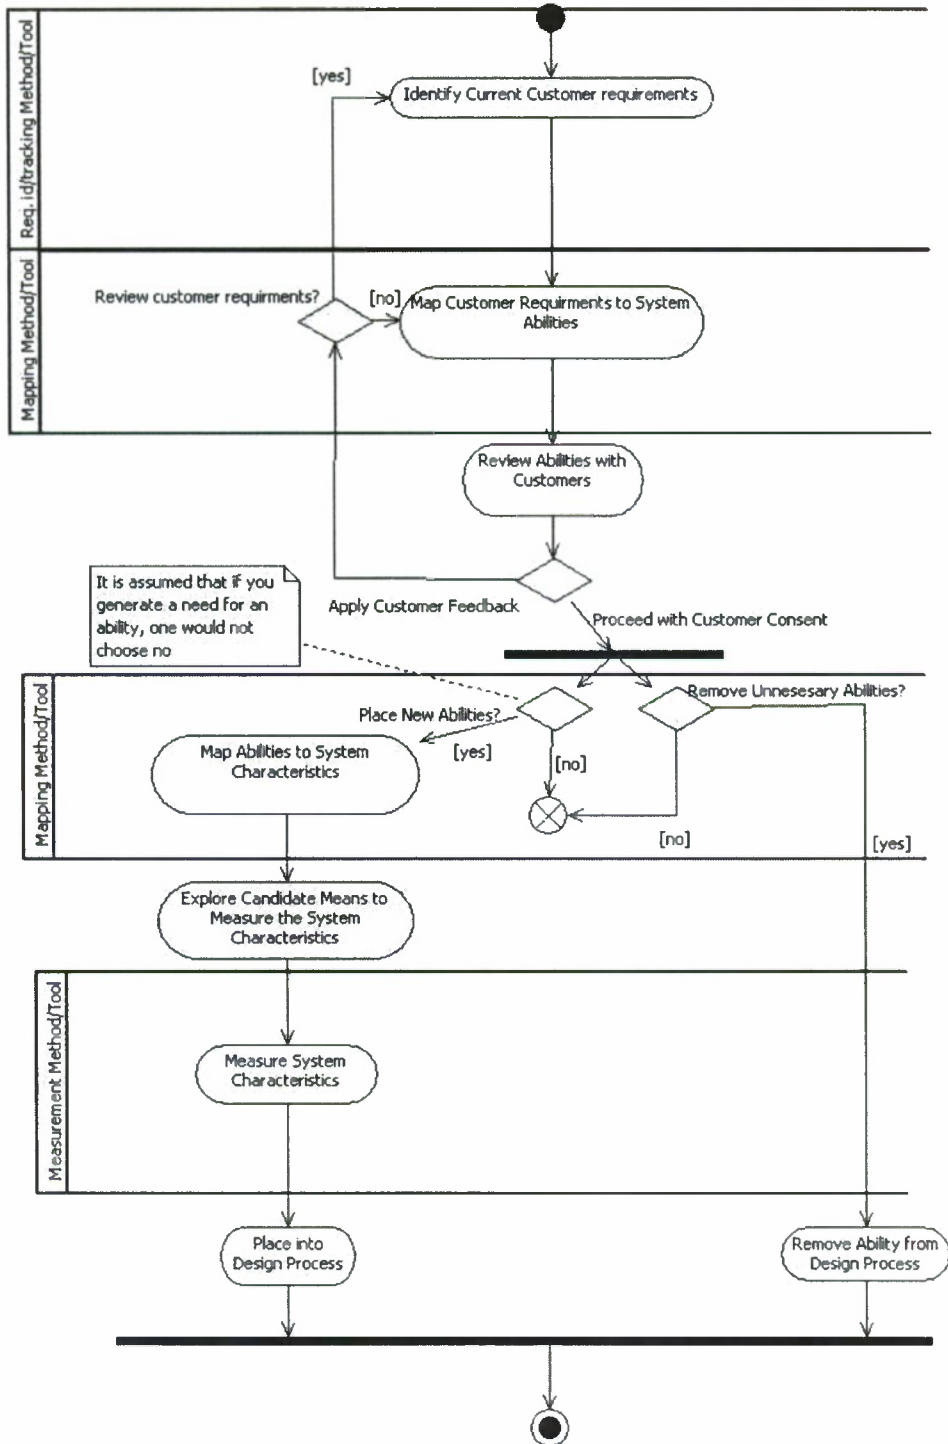 Req. id/tracking Method/Tool
[yes]
Identify Current Customer requirements
Mapping Method/Tool
Review customer requirments?
[no]
Map Customer Requirments to System
Abilities
Review Abilities with
Customers
It is assumed that if you
generate a need for an
ability, one would not
choose no
Apply Customer Feedback
Proceed with Customer Consent
Mapping Method/Tool
Remove Unnesesary Abilities?
Place New Abilities?
[yes]
Map Abilities to System
Characteristics
[no]
[no]
[yes]
Explore Candidate Means to
Measure the System
Characteristics
Measurement Method/Tool
Measure System
Characteristics
Place into
Design Process
Remove Ability from
Design Process